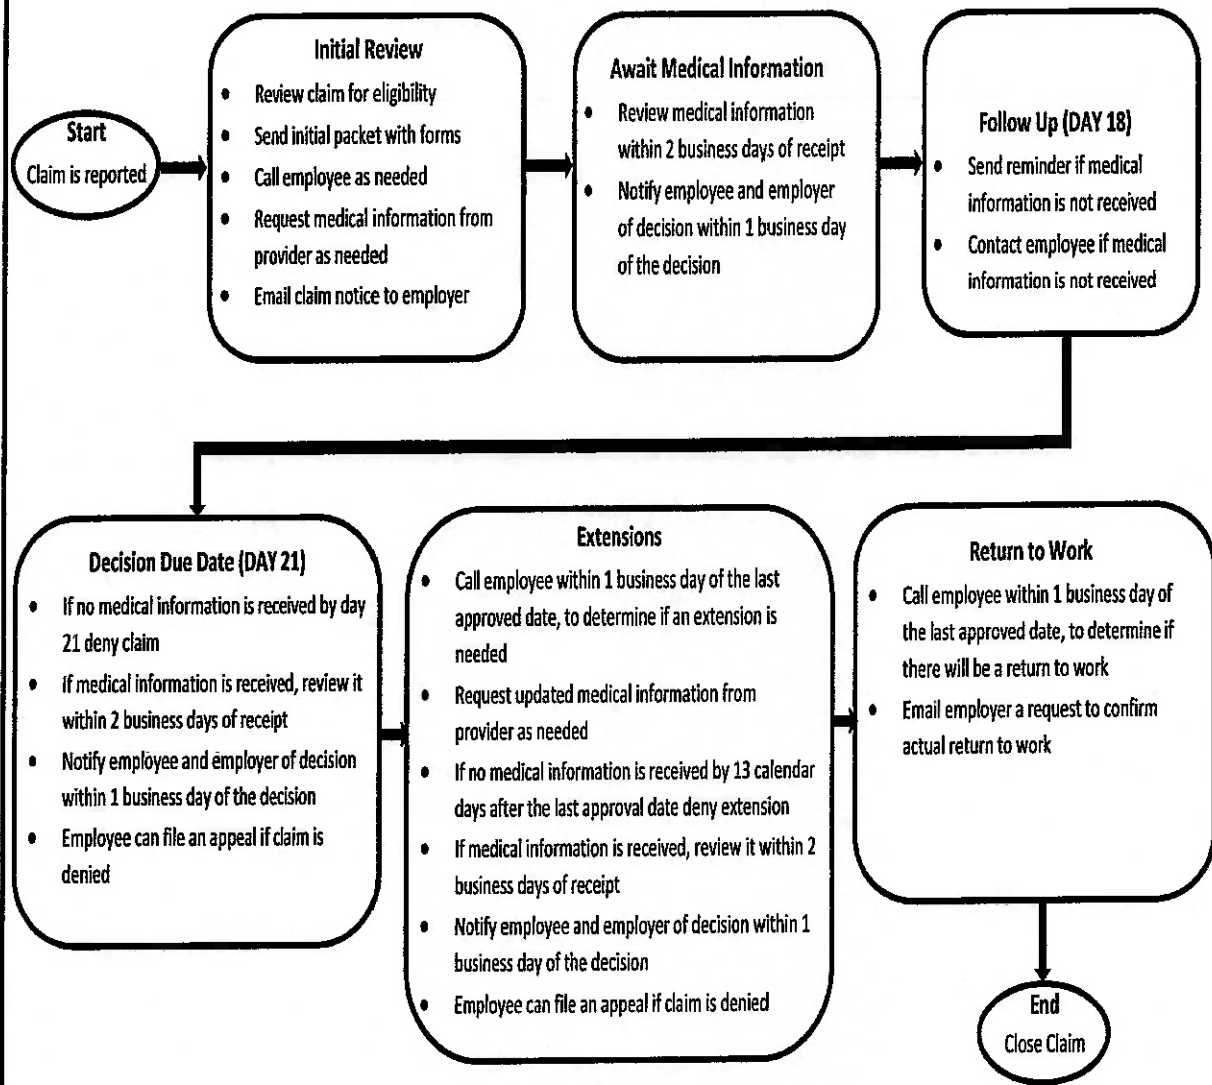 Start
Claim is reported
Initial Review
• Review claim for eligibility
• Send initial packet with forms
• Call employee as needed
• Request medical information from
provider as needed
• Email claim notice to employer
Await Medical Information
• Review medical information
within 2 business days of receipt
• Notify employee and employer
of decision within 1 business day
of the decision
Follow Up (DAY 18)
• Send reminder if medical
information is not received
• Contact employee if medical
information is not received
Decision Due Date (DAY 21)
• If no medical information is received by day
21 deny claim
• If medical information is received, review it
within 2 business days of receipt
• Notify employee and employer of decision
within 1 business day of the decision
• Employee can file an appeal if claim is
denied
Extensions
• Call employee within 1 business day of the last
approved date, to determine if an extension is
needed
• Request updated medical information from
provider as needed
• If no medical information is received by 13 calendar
days after the last approval date deny extension
• If medical information is received, review it within 2
business days of receipt
• Notify employee and employer of decision within 1
business day of the decision
• Employee can file an appeal if claim is denied
Return to Work
• Call employee within 1 business day of
the last approved date, to determine if
there will be a return to work
• Email employer a request to confirm
actual return to work
End
Close Claim